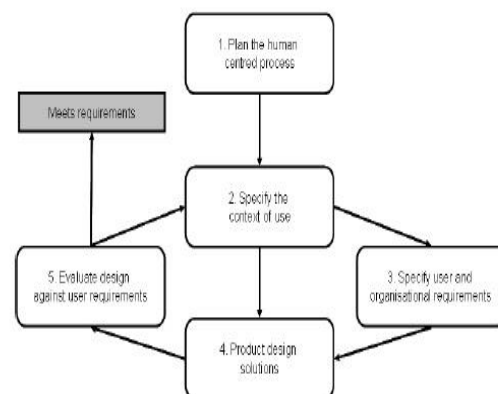 1. Plan the human
centred process
Meets requirements
2. Specify the
context of use
5. Evaluate design
against user requirements
3. Specify user and
organisational requirements
4. Product design
solutions